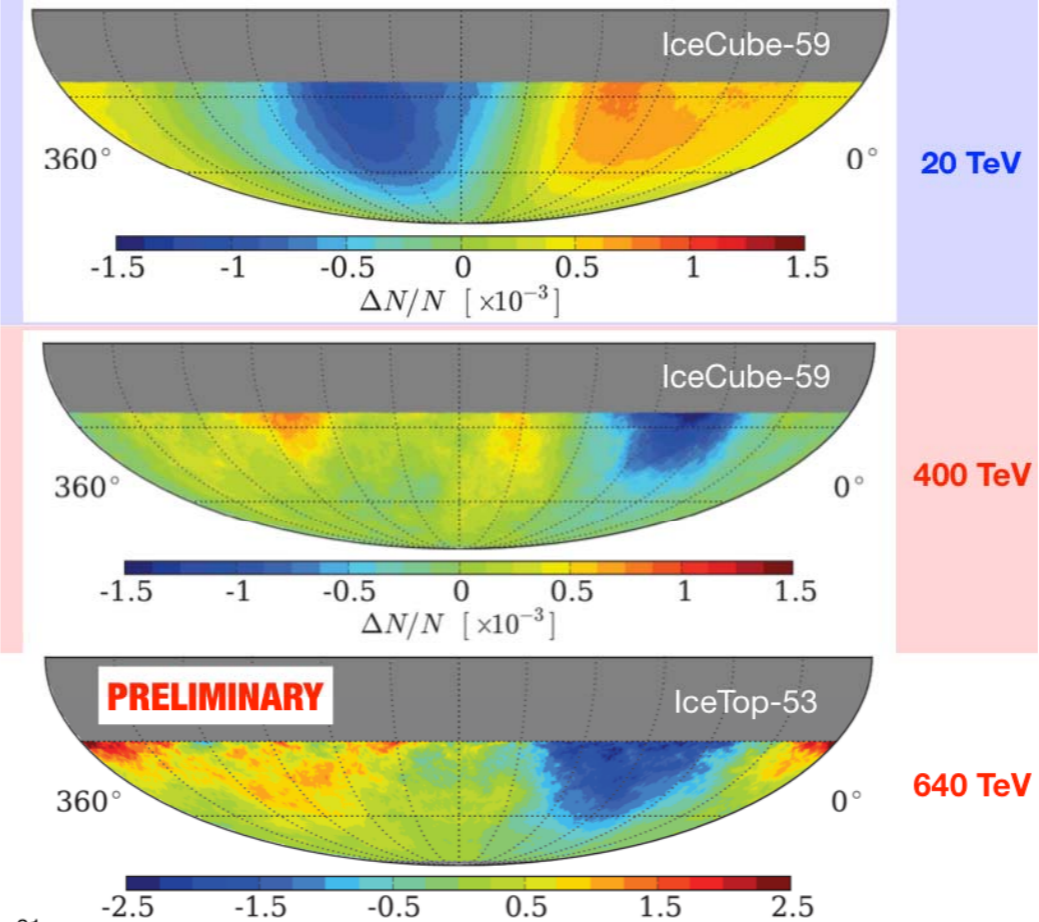 IceCube-59
360° 0° 20 TeV
-1.5 -1 -0.5 0 0.5 1 1.5
ΔN/N [ ×10⁻³]
IceCube-59
360° 0° 400 TeV
-1.5 -1 -0.5 0 0.5 1 1.5
ΔN/N [ ×10⁻³]
PRELIMINARY IceTop-53
360° 0° 640 TeV
-2.5 -1.5 -0.5 0.5 1.5 2.5